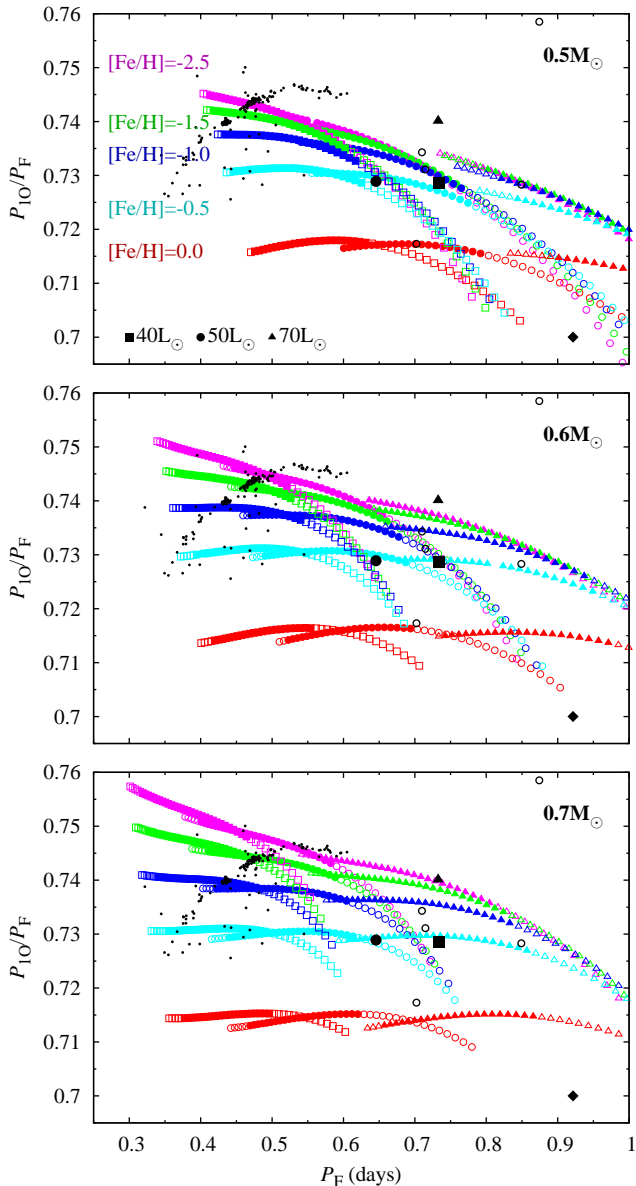 0.76
0.5M☉
0.75
[Fe/H]=-2.5
0.74
[Fe/H]=-1.5
[Fe/H]=-1.0
P1O/PF
0.73
[Fe/H]=-0.5
0.72
[Fe/H]=0.0
0.71
0.7
40L☉ 50L☉ 70L☉
0.76
0.6M☉
0.75
0.74
P1O/PF
0.73
0.72
0.71
0.7
0.76
0.7M☉
0.75
0.74
P1O/PF
0.73
0.72
0.71
0.7
0.3 0.4 0.5 0.6 0.7 0.8 0.9 1
PF (days)